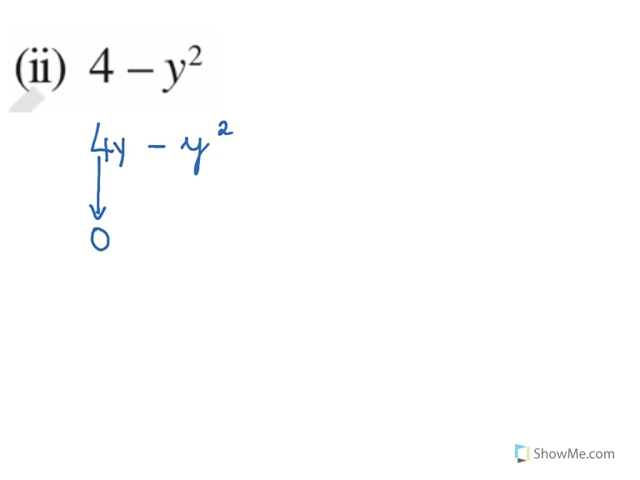 (ii) 4 – y²
4y – y²
0
ShowMe.com